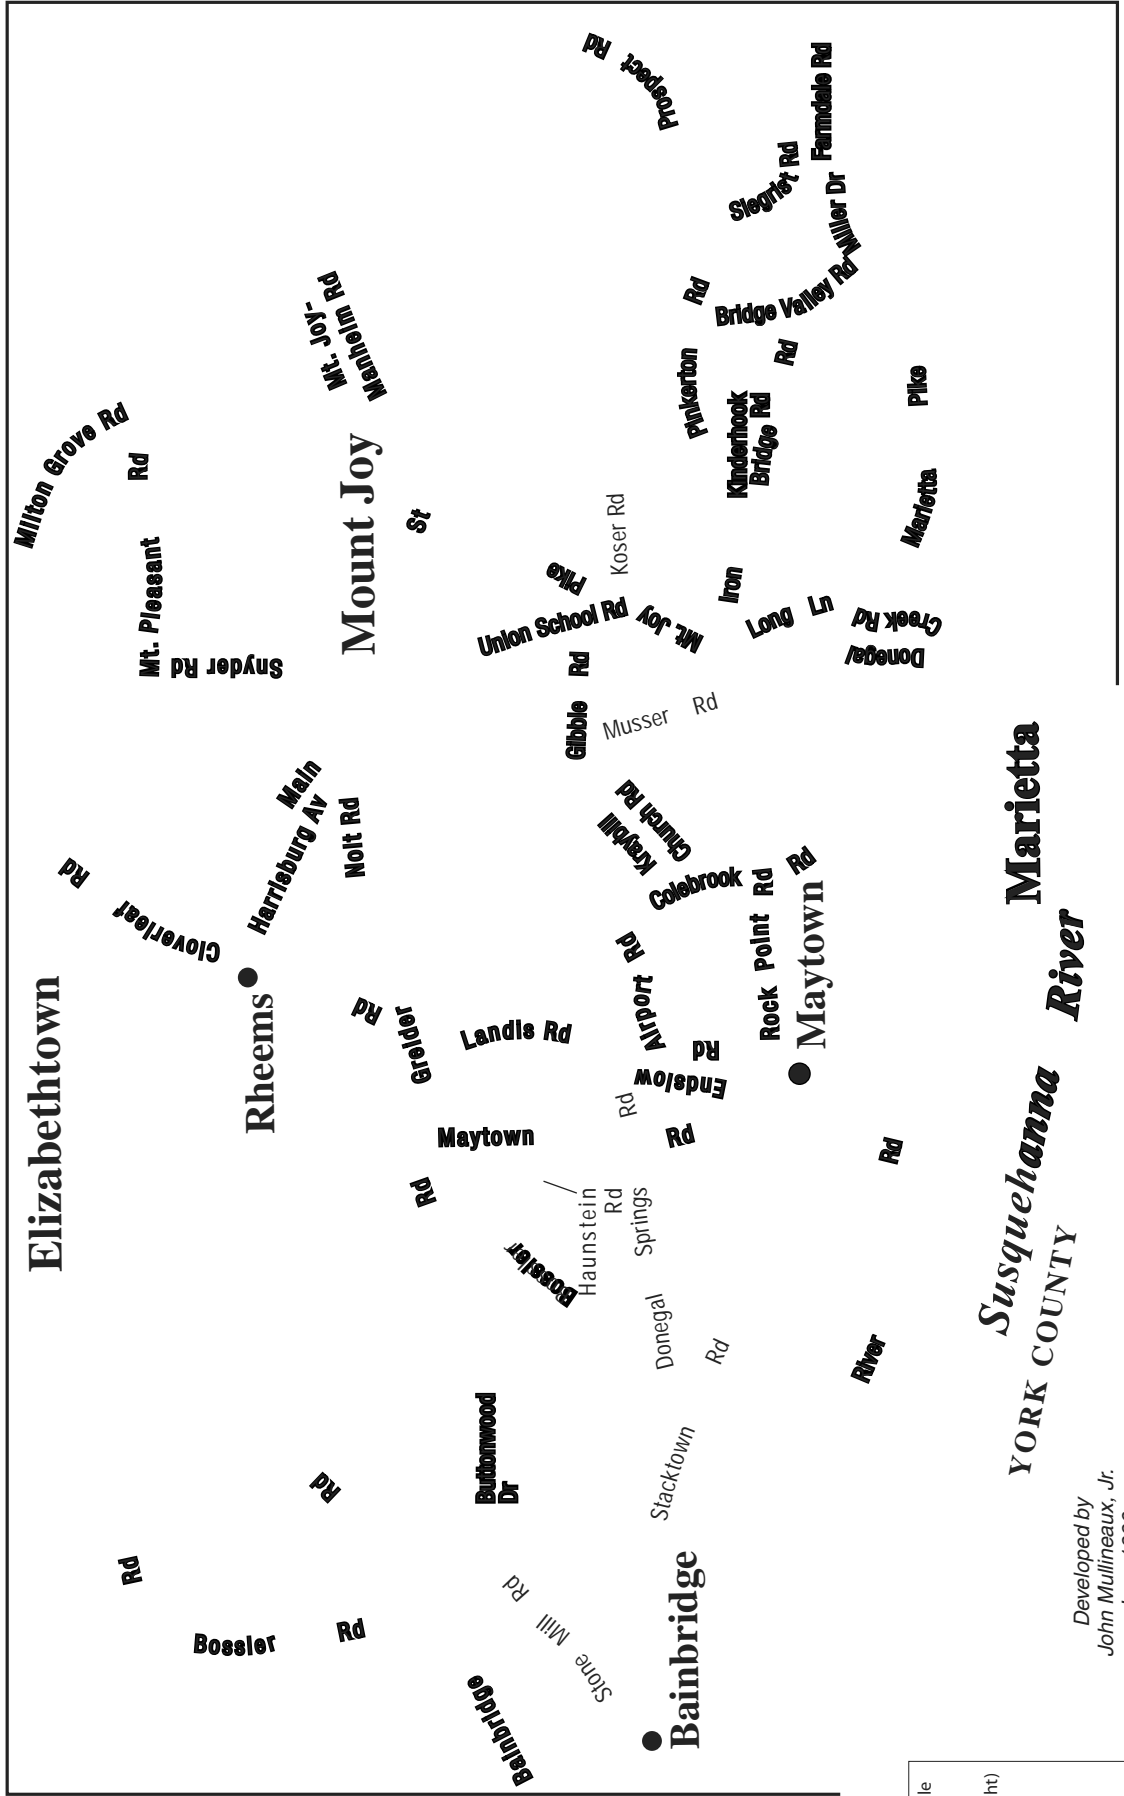 Elizabethtown
Rheems
Mount Joy
Maytown
Marietta
Bainbridge
Susquehanna River
YORK COUNTY
Milton Grove Rd
Mt. Pleasant Rd
Snyder Rd
Mt. Joy-
Manheim Rd
Main St
Harrisburg Av
Nolt Rd
Cloverleaf Rd
Greider Rd
Landis Rd
Maytown Rd
Bossler Rd
Bossler Rd
Rd
Rd
Bainbridge Rd
Buttonwood
Dr
Stone Mill Rd
Stacktown Rd
Donegal Springs Rd
Haunstein
Rd
Endslow Rd
Airport Rd
Rock Point Rd
Colebrook Rd
Kraybill
Church Rd
Gibble Rd
Musser Rd
Union School Rd
Mt. Joy Pike
Koser Rd
Long Ln
Iron Bridge Rd
Kinderhook Rd
Pinkerton Rd
Bridge Valley Rd
Siegrist Rd
Miller Dr
Farmdale Rd
Prospect Rd
Marietta Pike
Donegal
Creek Rd
River Rd
Developed by
John Mullineaux, Jr.
le
ht)